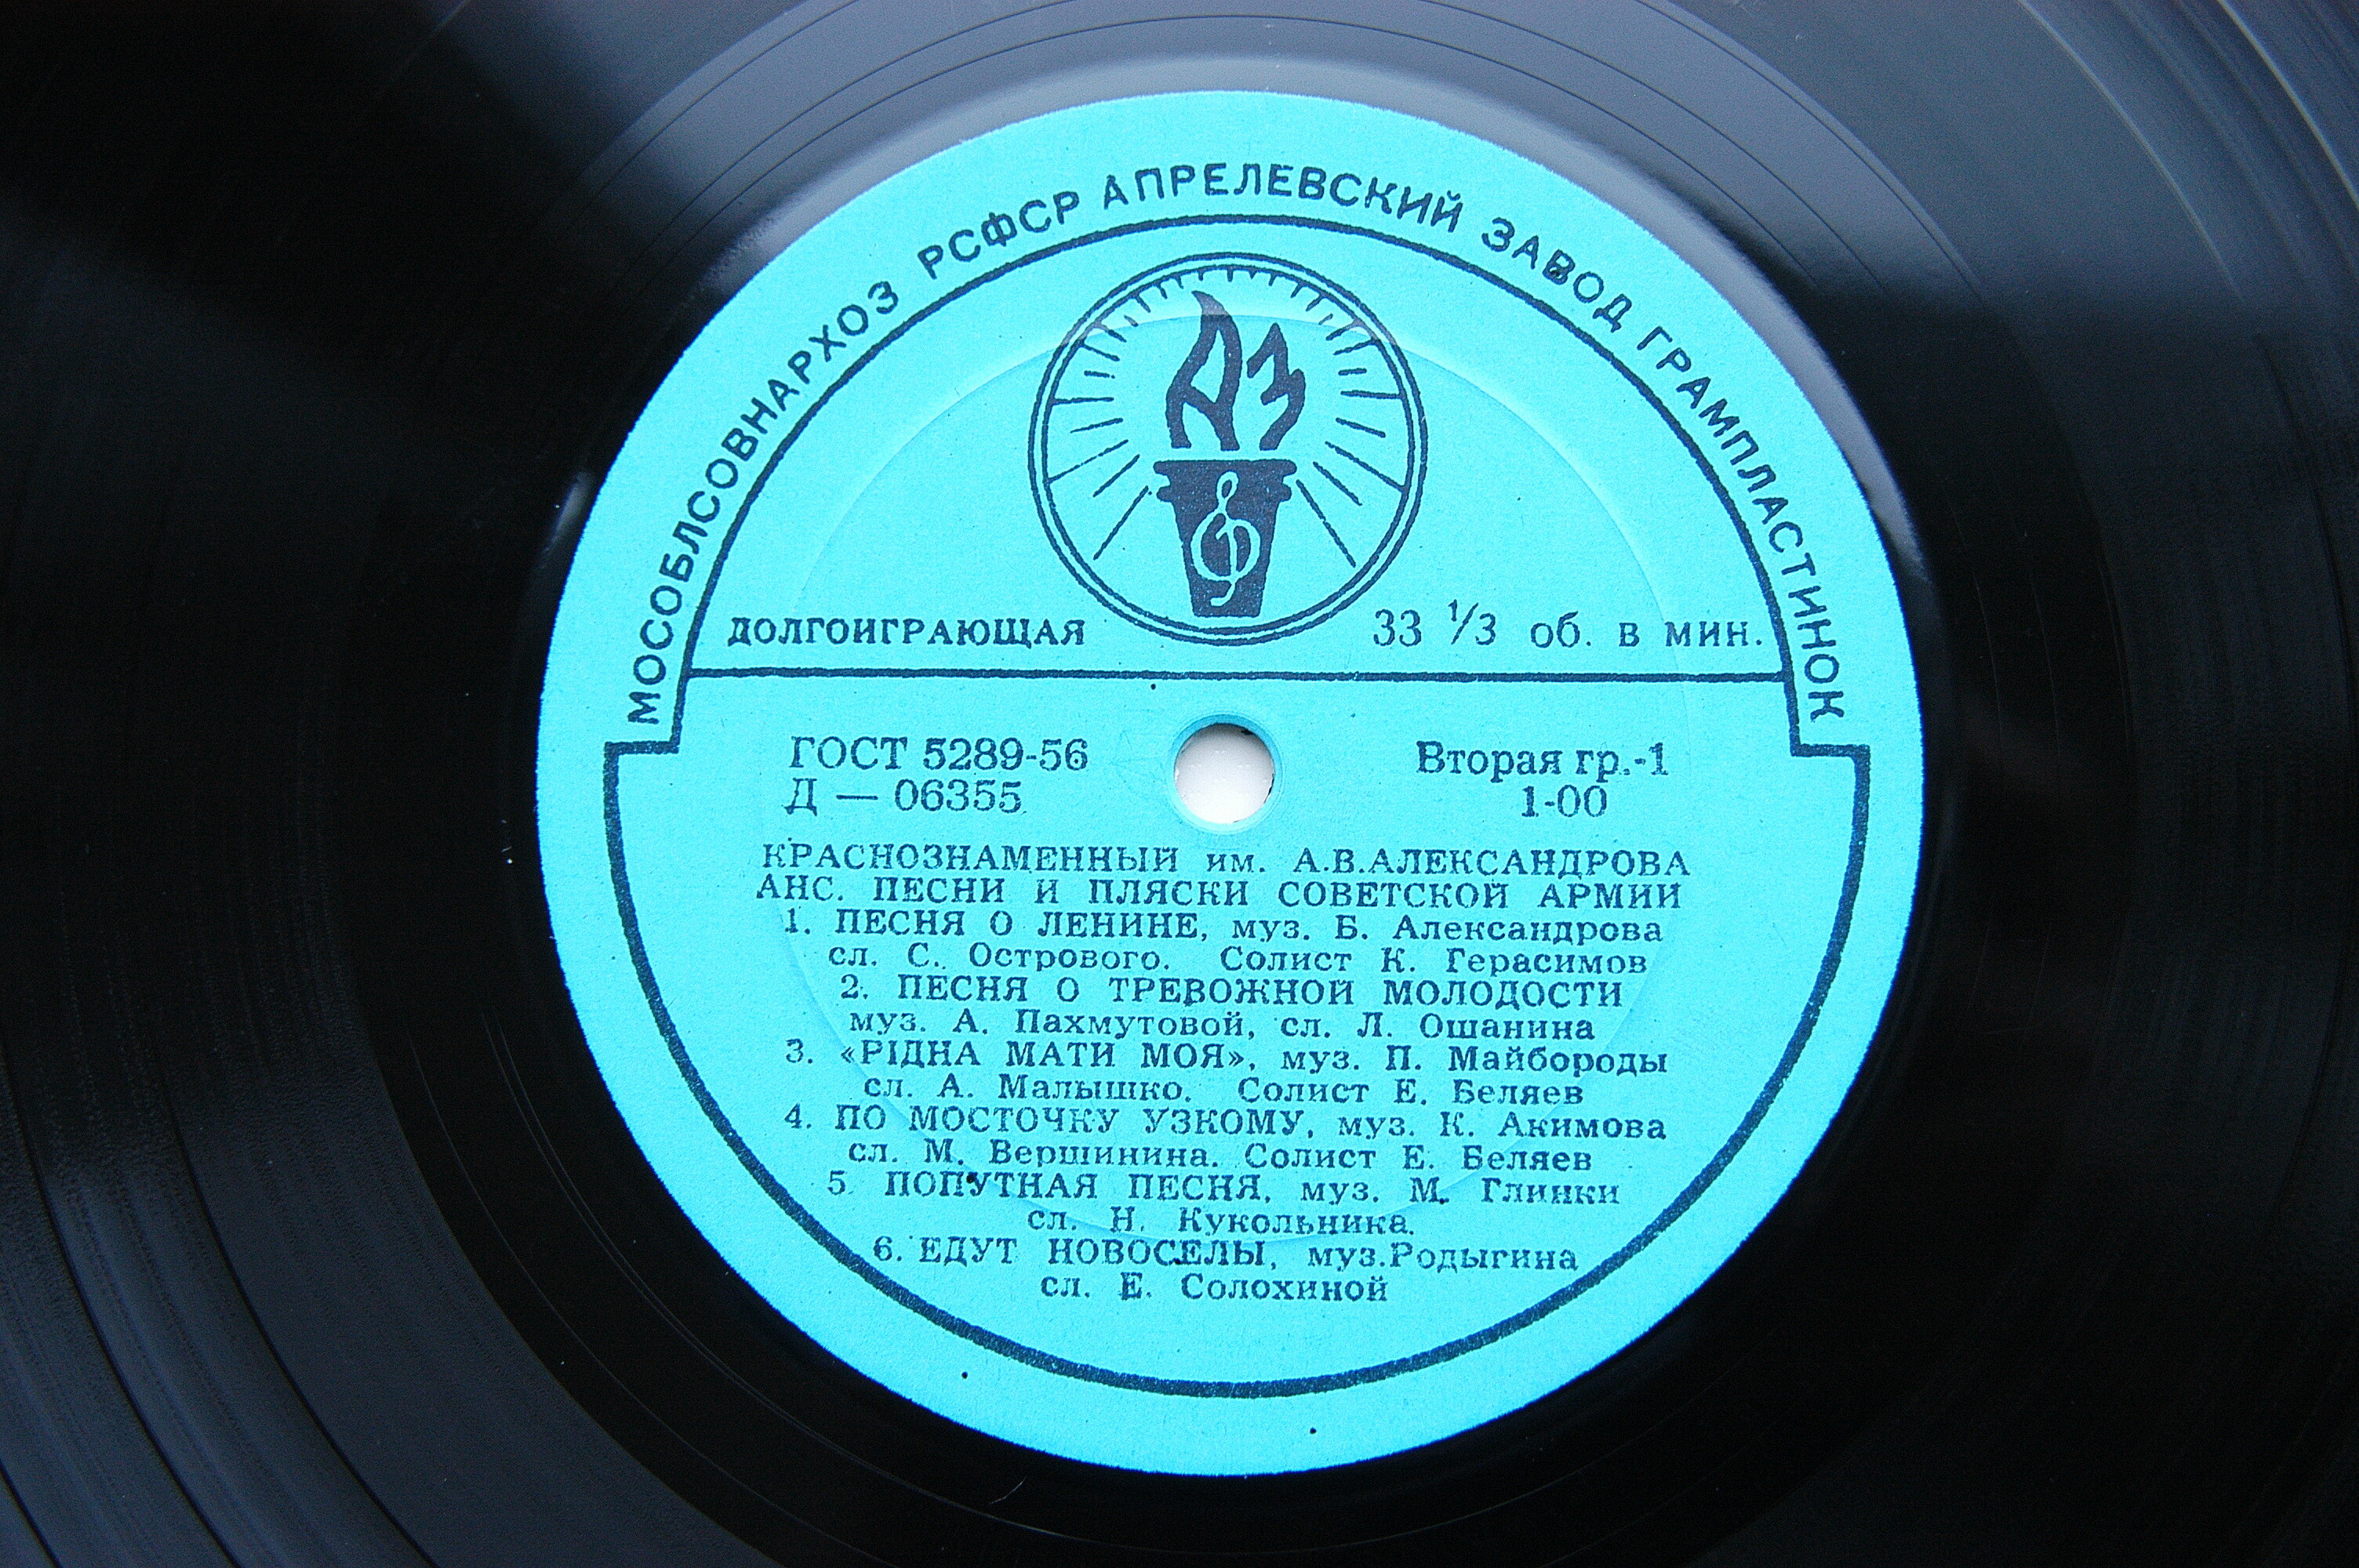 МОСОБЛСОВНАРХОЗ РСФСР АПРЕЛЕВСКИЙ ЗАВОД ГРАМПЛАСТИНОК
АЗ
ДОЛГОИГРАЮЩАЯ 33 1/3 об. в мин.
ГОСТ 5289-56 Вторая гр.-1
Д — 06355 1-00
КРАСНОЗНАМЕННЫЙ им. А.В.АЛЕКСАНДРОВА
АНС. ПЕСНИ И ПЛЯСКИ СОВЕТСКОЙ АРМИИ
1. ПЕСНЯ О ЛЕНИНЕ, муз. Б. Александрова
сл. С. Острового. Солист К. Герасимов
2. ПЕСНЯ О ТРЕВОЖНОЙ МОЛОДОСТИ
муз. А. Пахмутовой, сл. Л. Ошанина
3. «РІДНА МАТИ МОЯ», муз. П. Майбороды
сл. А. Малышко. Солист Е. Беляев
4. ПО МОСТОЧКУ УЗКОМУ, муз. К. Акимова
сл. М. Вершинина. Солист Е. Беляев
5. ПОПУТНАЯ ПЕСНЯ, муз. М. Глинки
сл. Н. Кукольника.
6. ЕДУТ НОВОСЕЛЫ, муз.Родыгина
сл. Е. Солохиной